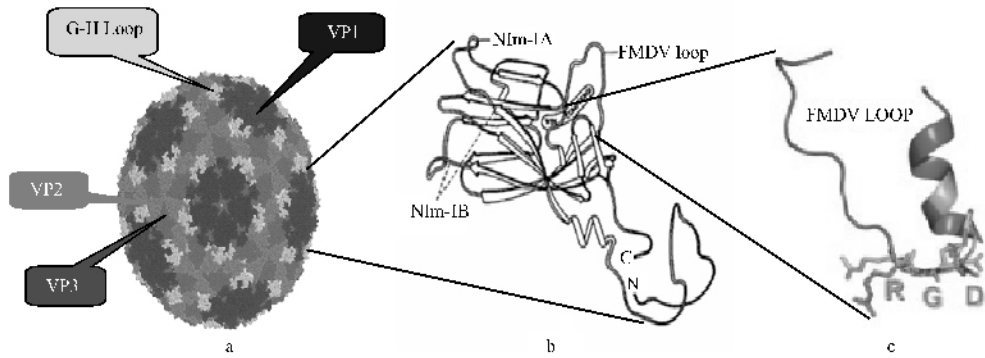 G-H Loop
VP1
VP2
VP3
a
NIm-IA
FMDV loop
NIm-IB
C
N
b
FMDV LOOP
R G D
c